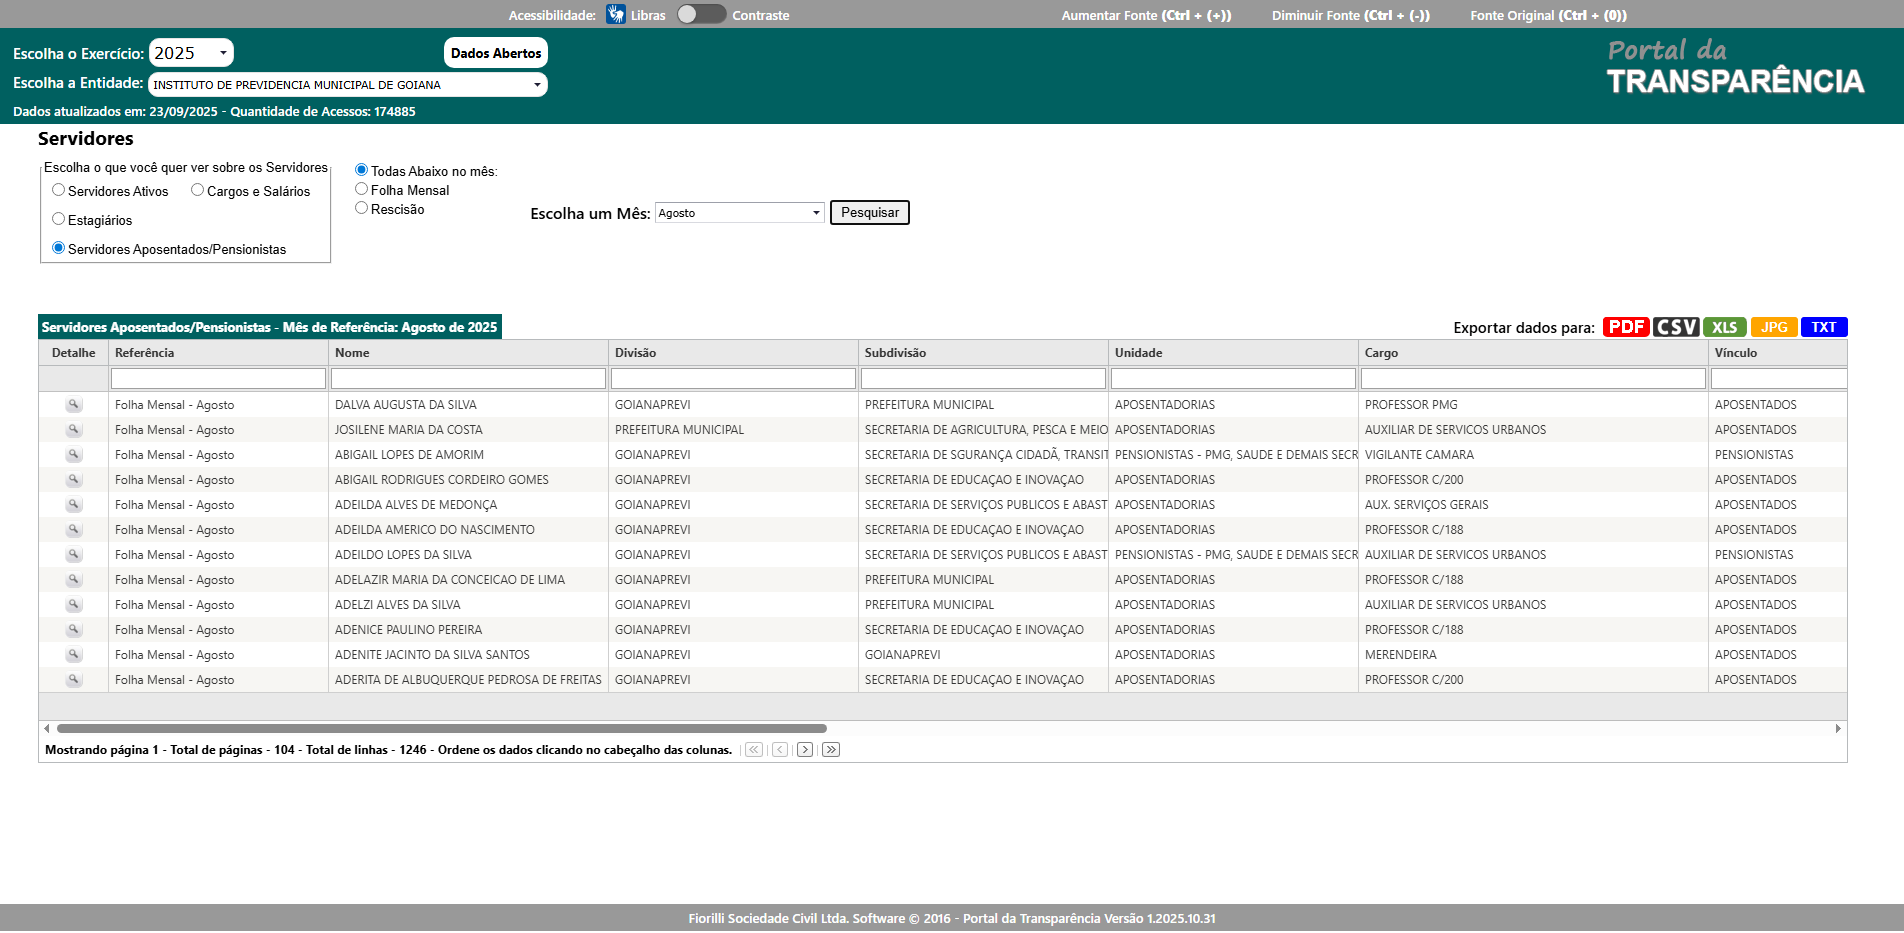 Acessibilidade: Libras Contraste Aumentar Fonte (Ctrl + (+)) Diminuir Fonte (Ctrl + (-)) Fonte Original (Ctrl + (0))
Escolha o Exercício: 2025 Dados Abertos
Escolha a Entidade: INSTITUTO DE PREVIDENCIA MUNICIPAL DE GOIANA
Dados atualizados em: 23/09/2025 - Quantidade de Acessos: 174885
Portal da
TRANSPARÊNCIA
Servidores
Escolha o que você quer ver sobre os Servidores
Servidores Ativos Cargos e Salários
Estagiários
Servidores Aposentados/Pensionistas
Todas Abaixo no mês:
Folha Mensal
Rescisão
Escolha um Mês: Agosto Pesquisar
Servidores Aposentados/Pensionistas - Mês de Referência: Agosto de 2025 Exportar dados para: PDF CSV XLS JPG TXT
Detalhe Referência Nome Divisão Subdivisão Unidade Cargo Vínculo
Folha Mensal - Agosto DALVA AUGUSTA DA SILVA GOIANAPREVI PREFEITURA MUNICIPAL APOSENTADORIAS PROFESSOR PMG APOSENTADOS
Folha Mensal - Agosto JOSILENE MARIA DA COSTA PREFEITURA MUNICIPAL SECRETARIA DE AGRICULTURA, PESCA E MEIO APOSENTADORIAS AUXILIAR DE SERVICOS URBANOS APOSENTADOS
Folha Mensal - Agosto ABIGAIL LOPES DE AMORIM GOIANAPREVI SECRETARIA DE SGURANÇA CIDADÃ, TRANSIT PENSIONISTAS - PMG, SAUDE E DEMAIS SECR VIGILANTE CAMARA PENSIONISTAS
Folha Mensal - Agosto ABIGAIL RODRIGUES CORDEIRO GOMES GOIANAPREVI SECRETARIA DE EDUCAÇAO E INOVAÇAO APOSENTADORIAS PROFESSOR C/200 APOSENTADOS
Folha Mensal - Agosto ADEILDA ALVES DE MEDONÇA GOIANAPREVI SECRETARIA DE SERVIÇOS PUBLICOS E ABAST APOSENTADORIAS AUX. SERVIÇOS GERAIS APOSENTADOS
Folha Mensal - Agosto ADEILDA AMERICO DO NASCIMENTO GOIANAPREVI SECRETARIA DE EDUCAÇAO E INOVAÇAO APOSENTADORIAS PROFESSOR C/188 APOSENTADOS
Folha Mensal - Agosto ADEILDO LOPES DA SILVA GOIANAPREVI SECRETARIA DE SERVIÇOS PUBLICOS E ABAST PENSIONISTAS - PMG, SAUDE E DEMAIS SECR AUXILIAR DE SERVICOS URBANOS PENSIONISTAS
Folha Mensal - Agosto ADELAZIR MARIA DA CONCEICAO DE LIMA GOIANAPREVI PREFEITURA MUNICIPAL APOSENTADORIAS PROFESSOR C/188 APOSENTADOS
Folha Mensal - Agosto ADELZI ALVES DA SILVA GOIANAPREVI PREFEITURA MUNICIPAL APOSENTADORIAS AUXILIAR DE SERVICOS URBANOS APOSENTADOS
Folha Mensal - Agosto ADENICE PAULINO PEREIRA GOIANAPREVI SECRETARIA DE EDUCAÇAO E INOVAÇAO APOSENTADORIAS PROFESSOR C/188 APOSENTADOS
Folha Mensal - Agosto ADENITE JACINTO DA SILVA SANTOS GOIANAPREVI GOIANAPREVI APOSENTADORIAS MERENDEIRA APOSENTADOS
Folha Mensal - Agosto ADERITA DE ALBUQUERQUE PEDROSA DE FREITAS GOIANAPREVI SECRETARIA DE EDUCAÇAO E INOVAÇAO APOSENTADORIAS PROFESSOR C/200 APOSENTADOS
Mostrando página 1 - Total de páginas - 104 - Total de linhas - 1246 - Ordene os dados clicando no cabeçalho das colunas.
Fiorilli Sociedade Civil Ltda. Software © 2016 - Portal da Transparência Versão 1.2025.10.31